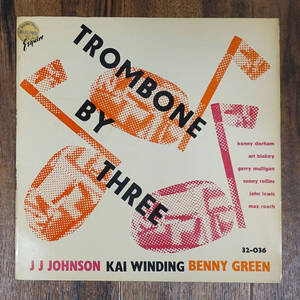 Esquire
TROMBONE
BY
THREE
kenny dorham
art blakey
gerry mulligan
sonny rollins
john lewis
max roach
32-036
J J JOHNSON KAI WINDING BENNY GREEN